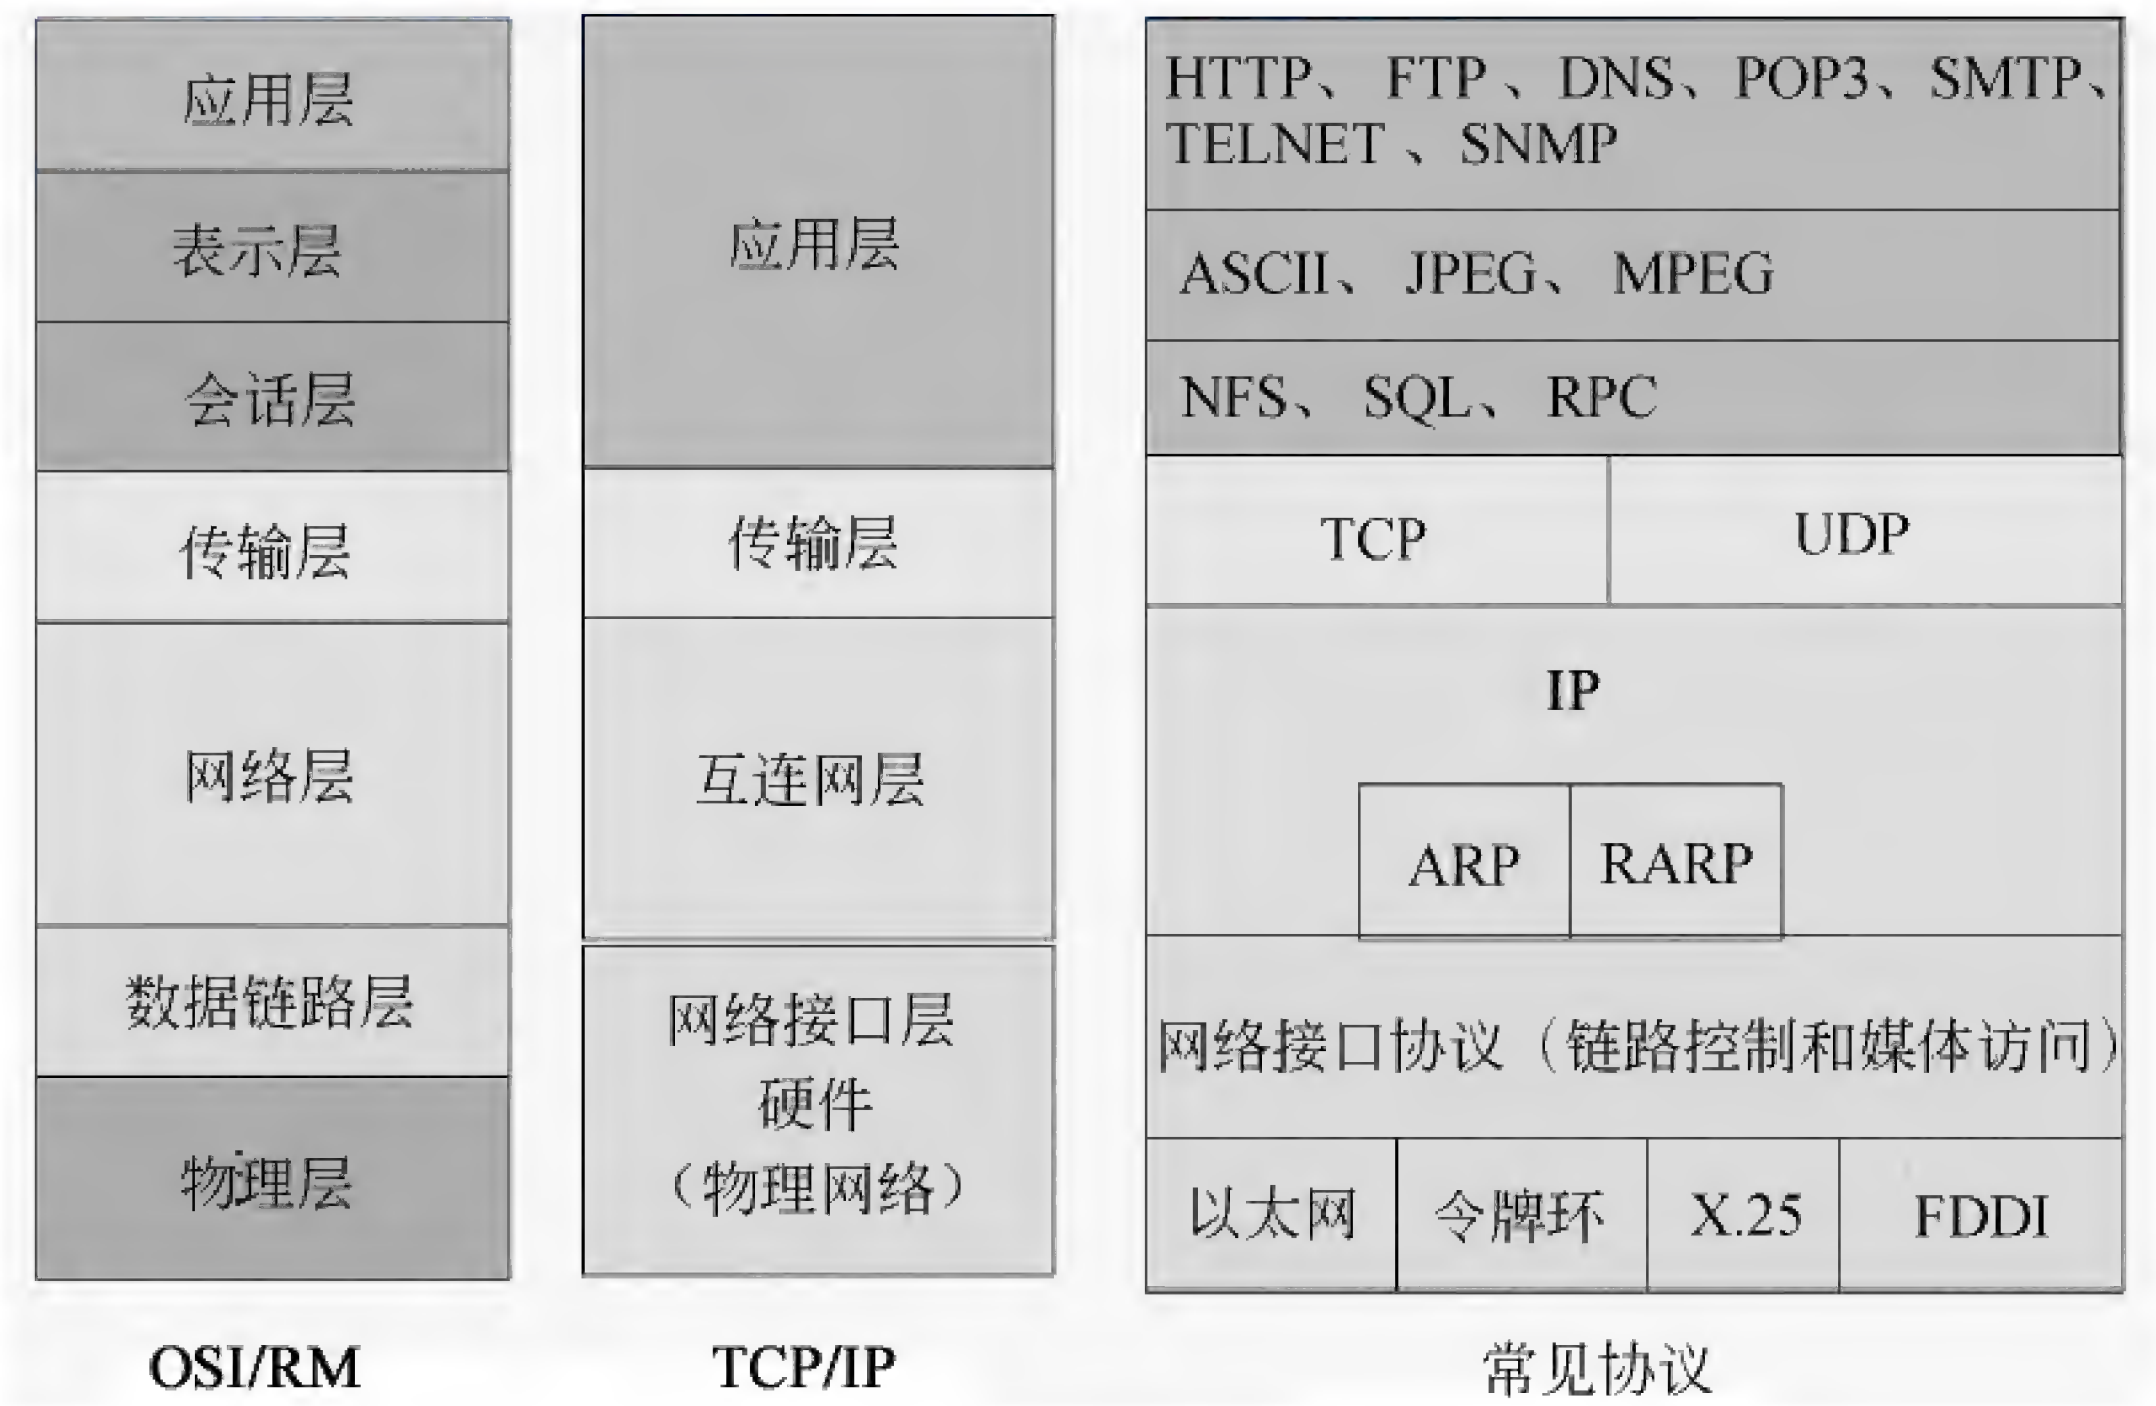 应用层
表示层
会话层
传输层
网络层
数据链路层
物理层
OSI/RM
应用层
传输层
互连网层
网络接口层
硬件
（物理网络）
TCP/IP
HTTP、FTP、DNS、POP3、SMTP、
TELNET、SNMP
ASCII、JPEG、MPEG
NFS、SQL、RPC
TCP
UDP
IP
ARP
RARP
网络接口协议（链路控制和媒体访问）
以太网
令牌环
X.25
FDDI
常见协议